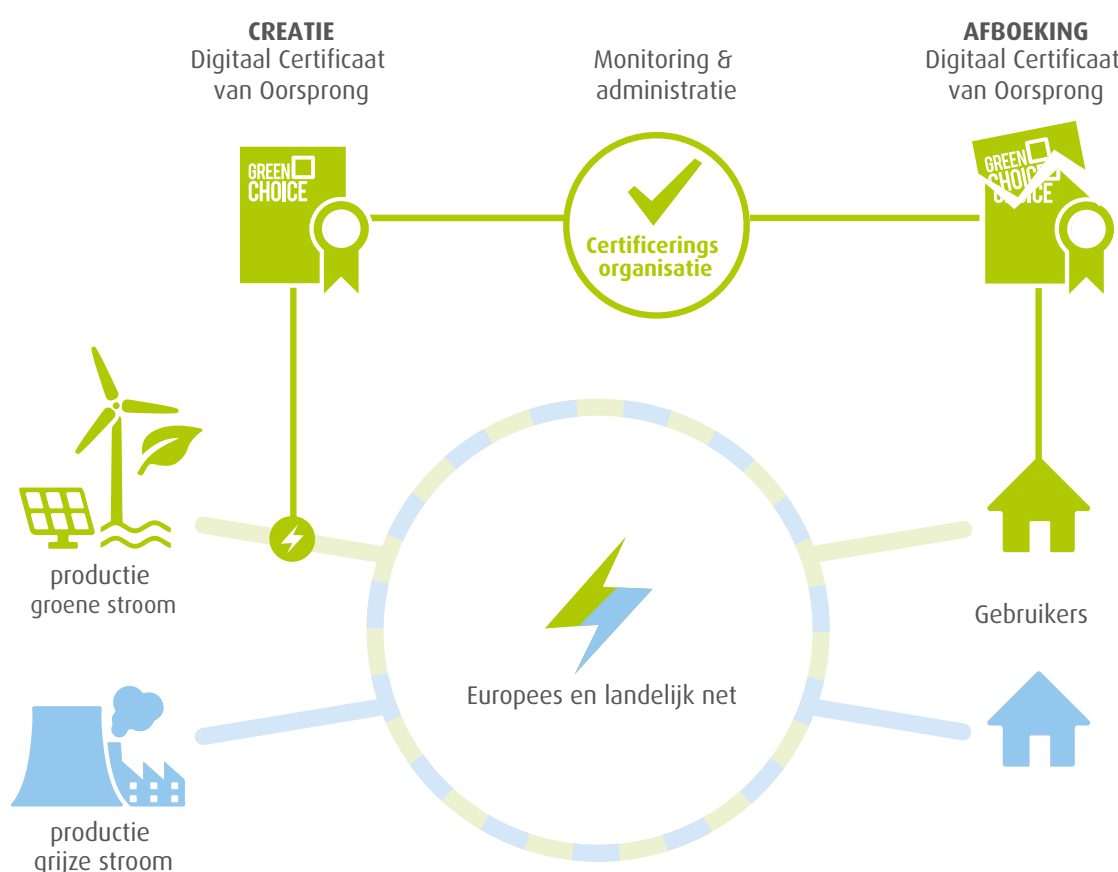 CREATIE
Digitaal Certificaat
van Oorsprong
Monitoring &
administratie
AFBOEKING
Digitaal Certificaat
van Oorsprong
GREEN
CHOICE
Certificerings
organisatie
GREEN
CHOICE
CHOICE
productie
groene stroom
Gebruikers
Europees en landelijk net
productie
grijze stroom